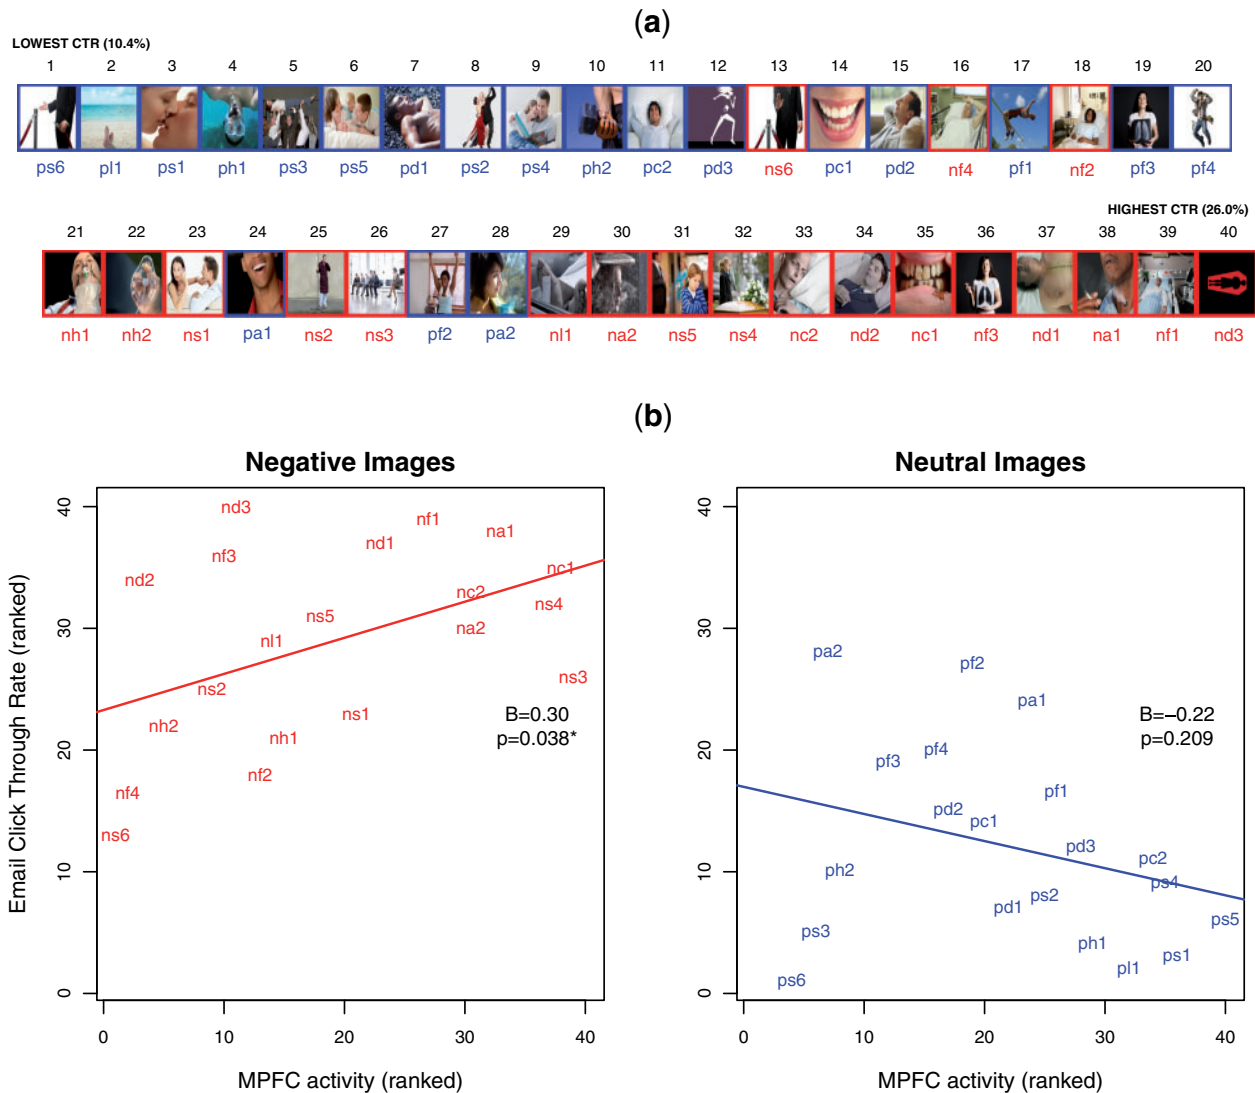 (a)
LOWEST CTR (10.4%)
1 2 3 4 5 6 7 8 9 10 11 12 13 14 15 16 17 18 19 20
ps6 pl1 ps1 ph1 ps3 ps5 pd1 ps2 ps4 ph2 pc2 pd3 ns6 pc1 pd2 nf4 pf1 nf2 pf3 pf4
HIGHEST CTR (26.0%)
21 22 23 24 25 26 27 28 29 30 31 32 33 34 35 36 37 38 39 40
nh1 nh2 ns1 pa1 ns2 ns3 pf2 pa2 nl1 na2 ns5 ns4 nc2 nd2 nc1 nf3 nd1 na1 nf1 nd3
(b)
Negative Images
Email Click Through Rate (ranked)
40
30
20
10
0
nd3
nf1
na1
nd1
nf3
nc1
nd2
nc2
ns4
ns5
na2
nl1
ns3
ns2
ns1
nh2
nh1
nf2
nf4
ns6
B=0.30
p=0.038*
0 10 20 30 40
MPFC activity (ranked)
Neutral Images
40
30
20
10
0
pa2
pf2
pa1
pf4
pf3
pf1
pd2
pc1
pd3
pc2
ph2
ps4
ps2
pd1
ps5
ps3
ph1
ps1
pl1
ps6
B=−0.22
p=0.209
0 10 20 30 40
MPFC activity (ranked)